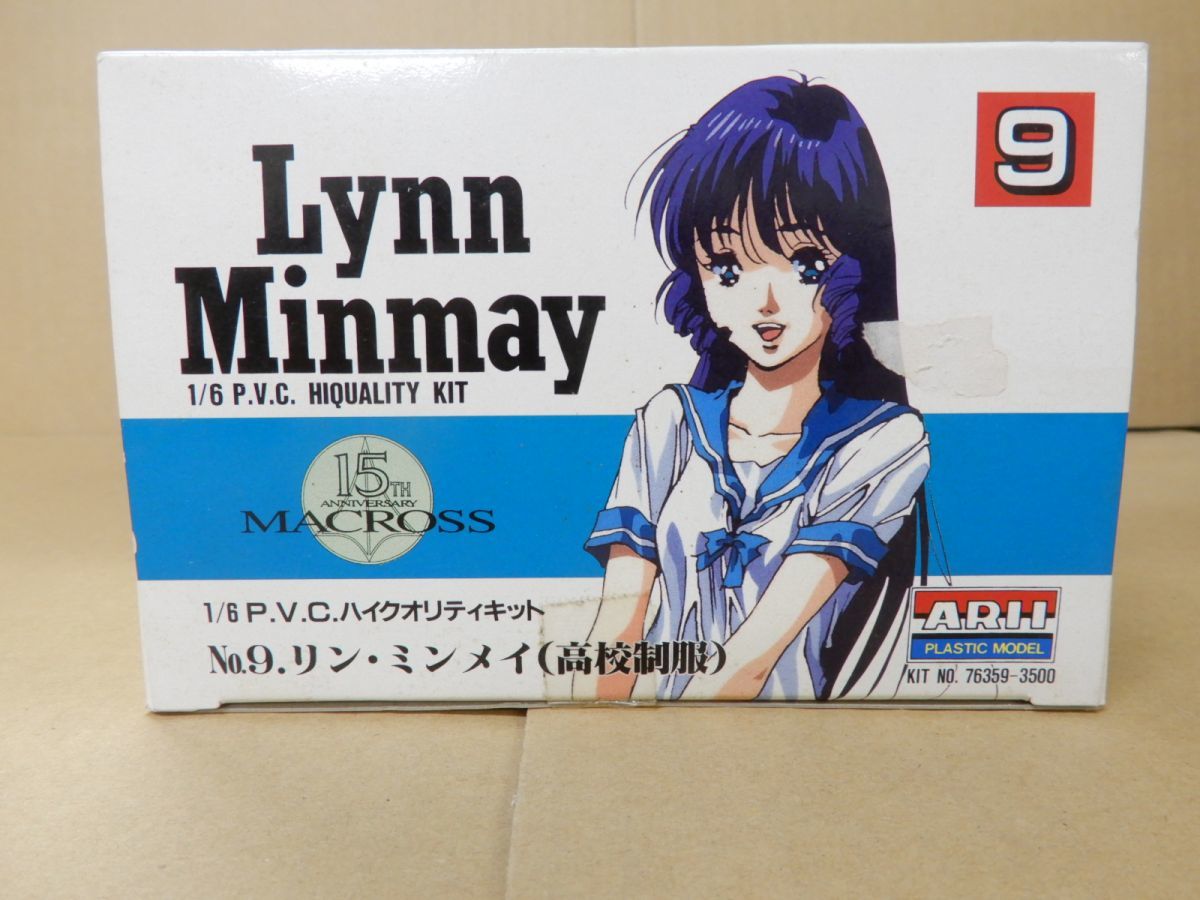 Lynn
Minmay
1/6 P.V.C. HIQUALITY KIT
9
15TH
ANNIVERSARY
MACROSS
1/6 P.V.C.ハイクオリティキット
No.9.リン・ミンメイ(高校制服)
ARII
PLASTIC MODEL
KIT NO. 76359-3500